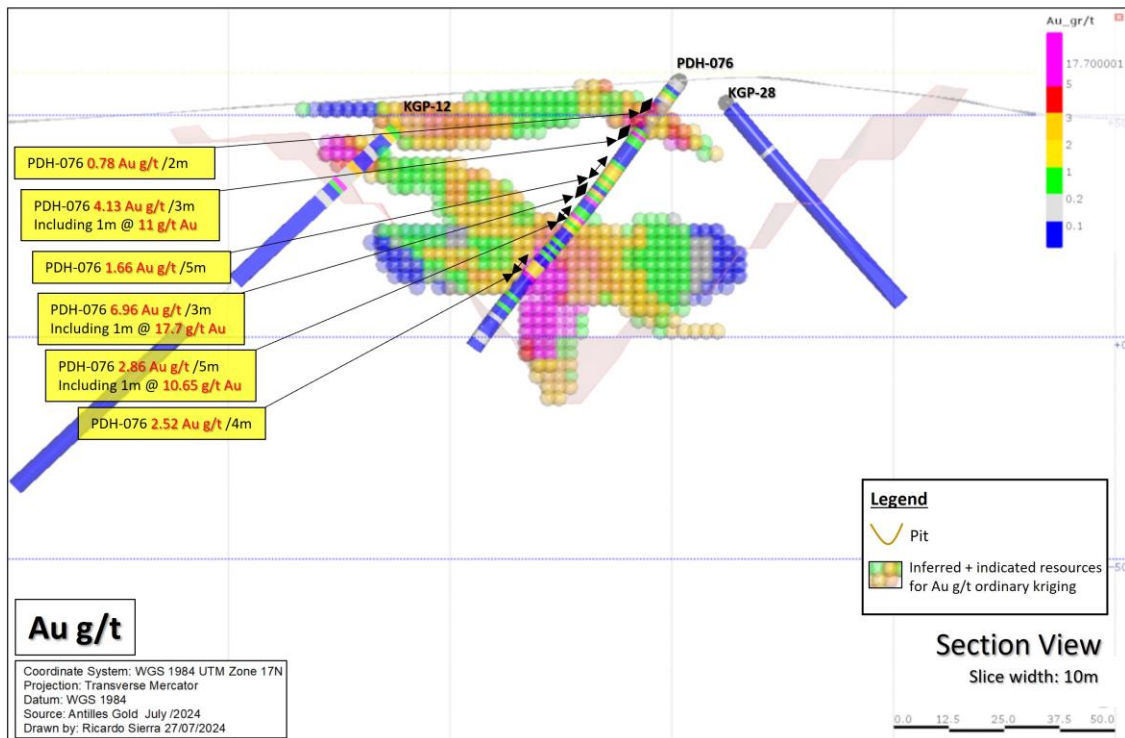 Au_gr/t
17.700001
5
3
2
1
0.2
0.1
PDH-076
KGP-28
KGP-12
PDH-076 0.78 Au g/t /2m
PDH-076 4.13 Au g/t /3m
Including 1m @ 11 g/t Au
PDH-076 1.66 Au g/t /5m
PDH-076 6.96 Au g/t /3m
Including 1m @ 17.7 g/t Au
PDH-076 2.86 Au g/t /5m
Including 1m @ 10.65 g/t Au
PDH-076 2.52 Au g/t /4m
+50
+0
-50
Legend
Pit
Inferred + indicated resources
for Au g/t ordinary kriging
Au g/t
Coordinate System: WGS 1984 UTM Zone 17N
Projection: Transverse Mercator
Datum: WGS 1984
Source: Antilles Gold July /2024
Drawn by: Ricardo Sierra 27/07/2024
Section View
Slice width: 10m
0.0 12.5 25.0 37.5 50.0